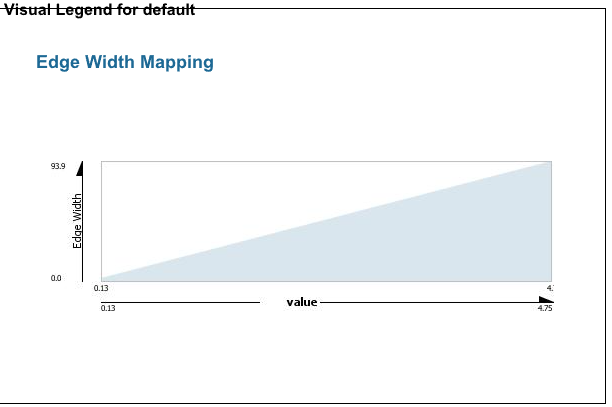 Visual Legend for default
Edge Width Mapping
93.9
Edge Width
0.0
0.13
4.
value
0.13
4.75